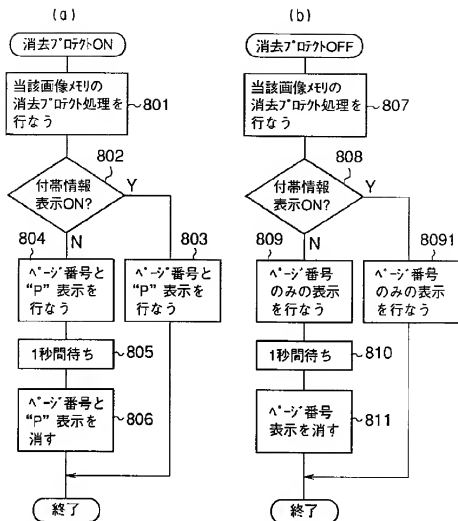 (a)
消去プロテクトON
当該画像メモリの
消去プロテクト処理を
行なう
801
802
付帯情報
表示ON?
Y
N
804
803
ページ番号と
“P”表示を
行なう
ページ番号と
“P”表示を
行なう
1秒間待ち
805
ページ番号と
“P”表示を
消す
806
終了
(b)
消去プロテクトOFF
当該画像メモリの
消去プロテクト処理を
行なう
807
808
付帯情報
表示ON?
Y
N
809
8091
ページ番号
のみの表示
を行なう
ページ番号
のみの表示
を行なう
1秒間待ち
810
ページ番号
表示を消す
811
終了